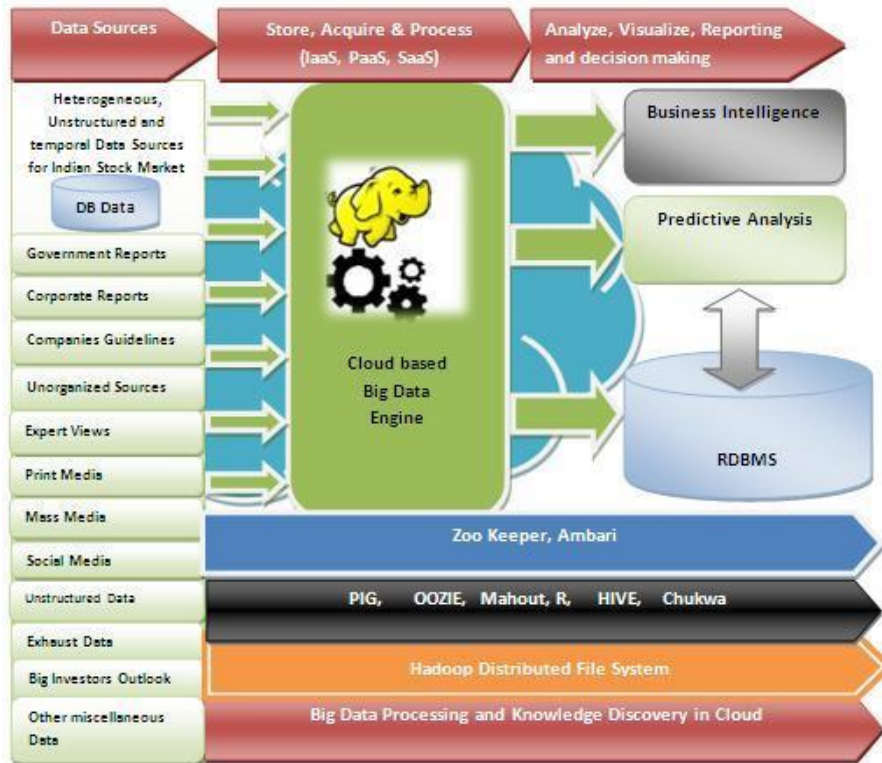 Data Sources
Store, Acquire & Process
(IaaS, PaaS, SaaS)
Analyze, Visualize, Reporting
and decision making
Heterogeneous,
Unstructured and
temporal Data Sources
for Indian Stock Market
DB Data
Government Reports
Corporate Reports
Companies Guidelines
Unorganized Sources
Expert Views
Print Media
Mass Media
Social Media
Unstructured Data
Exhaust Data
Big Investors Outlook
Other miscellaneous
Data
Cloud based
Big Data
Engine
Business Intelligence
Predictive Analysis
RDBMS
Zoo Keeper, Ambari
PIG, OOZIE, Mahout, R, HIVE, Chukwa
Hadoop Distributed File System
Big Data Processing and Knowledge Discovery in Cloud